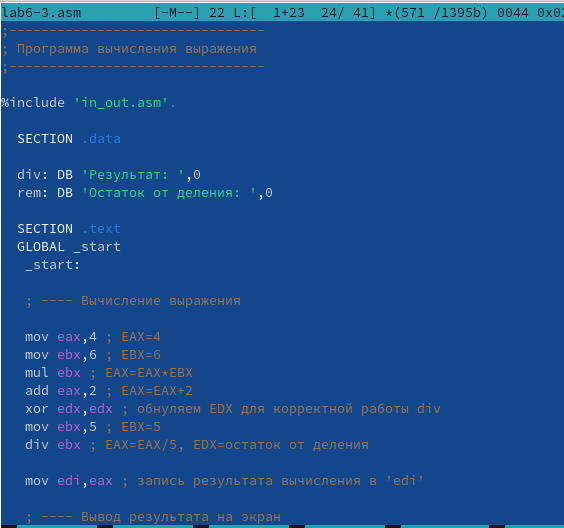 lab6-3.asm [-M--] 22 L:[ 1+23 24/ 41] *(571 /1395b) 0044 0x02
;--------------------------------
; Программа вычисления выражения
;--------------------------------
%include 'in_out.asm'.
SECTION .data
div: DB 'Результат: ',0
rem: DB 'Остаток от деления: ',0
SECTION .text
GLOBAL _start
_start:
; ---- Вычисление выражения
mov eax,4 ; EAX=4
mov ebx,6 ; EBX=6
mul ebx ; EAX=EAX*EBX
add eax,2 ; EAX=EAX+2
xor edx,edx ; обнуляем EDX для корректной работы div
mov ebx,5 ; EBX=5
div ebx ; EAX=EAX/5, EDX=остаток от деления
mov edi,eax ; запись результата вычисления в 'edi'
; ---- Вывод результата на экран